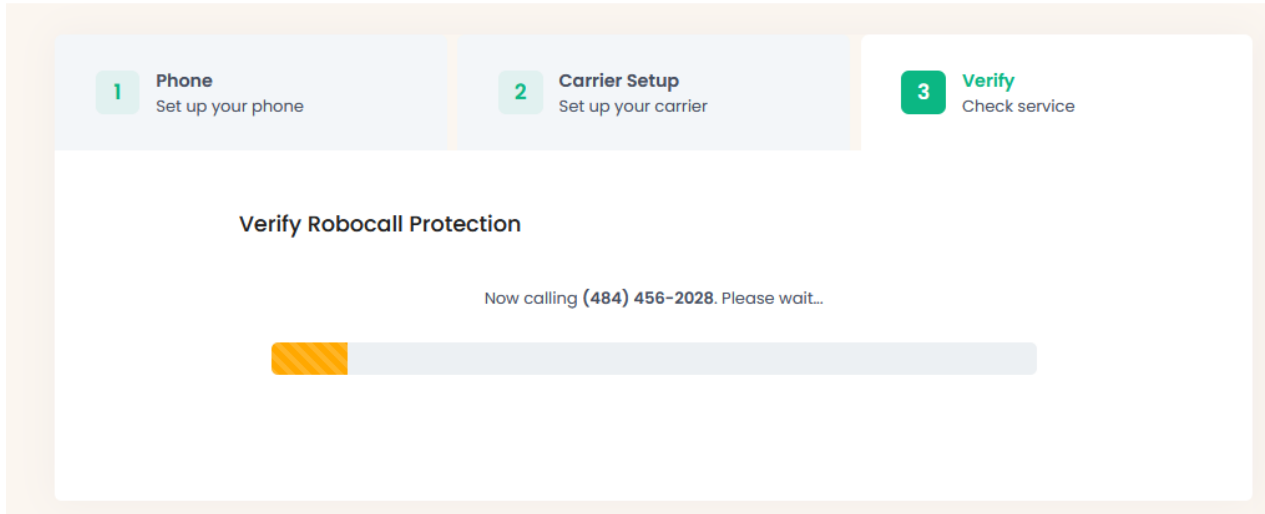 1
Phone
Set up your phone
2
Carrier Setup
Set up your carrier
3
Verify
Check service
Verify Robocall Protection
Now calling (484) 456-2028. Please wait...